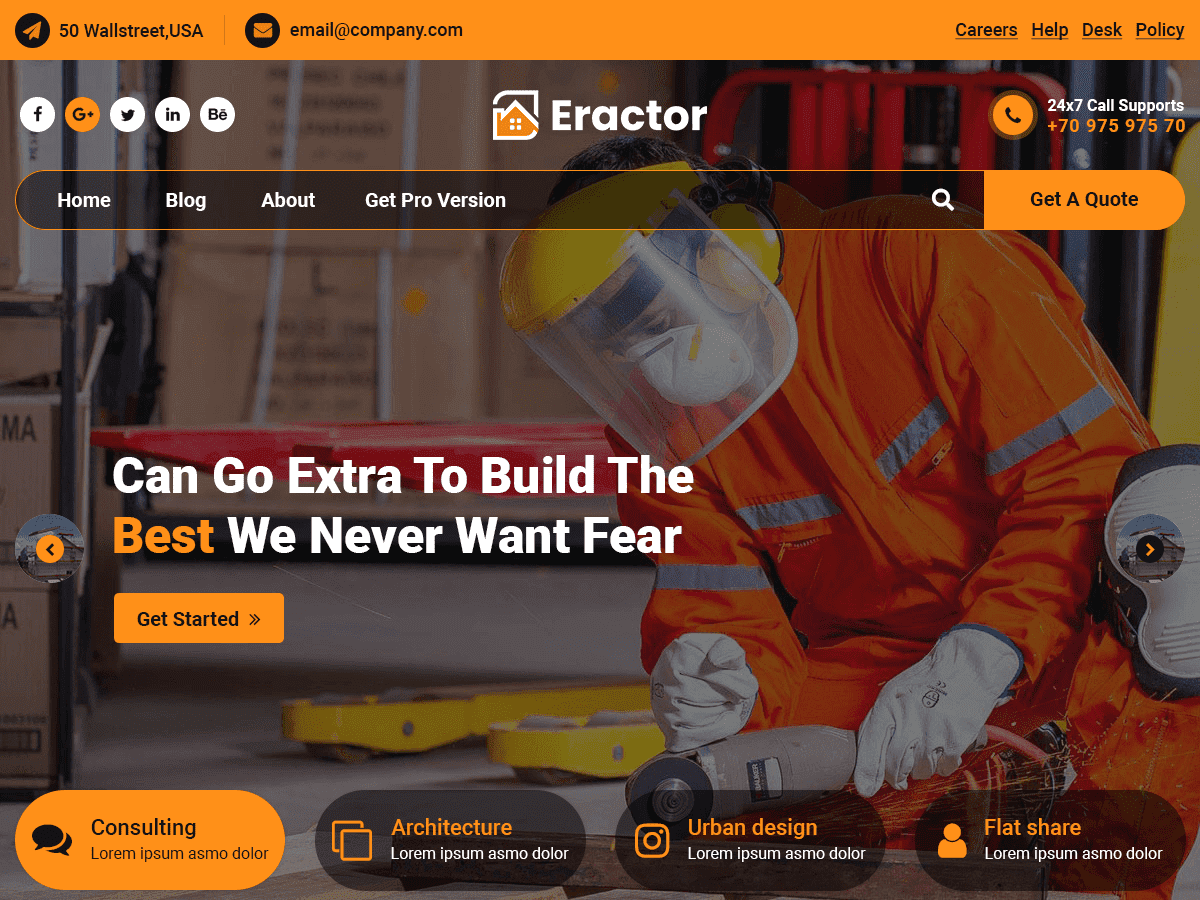 50 Wallstreet,USA
email@company.com
Careers Help Desk Policy
f G+ in Bē
Eractor
24x7 Call Supports
+70 975 975 70
Home Blog About Get Pro Version
Get A Quote
Can Go Extra To Build The
Best We Never Want Fear
Get Started »
Consulting
Lorem ipsum asmo dolor
Architecture
Lorem ipsum asmo dolor
Urban design
Lorem ipsum asmo dolor
Flat share
Lorem ipsum asmo dolor